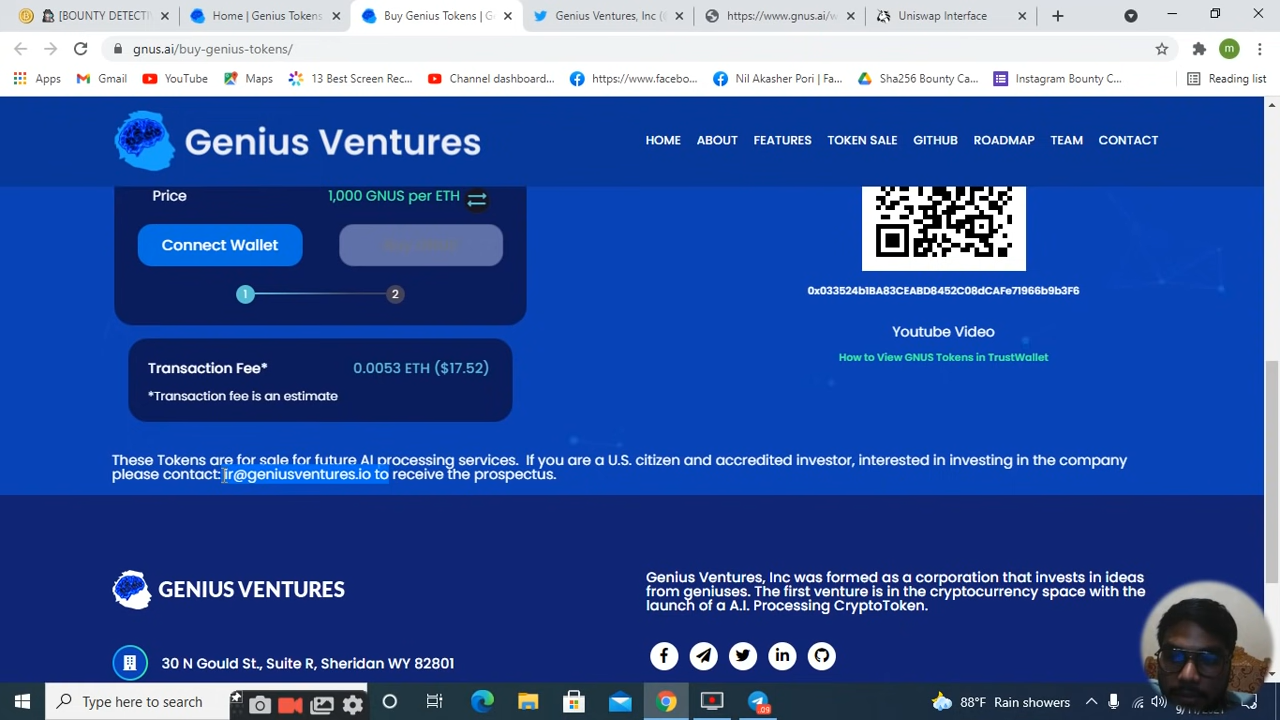 [BOUNTY DETECTIV
Home | Genius Tokens
Buy Genius Tokens | G
Genius Ventures, Inc (
https://www.gnus.ai/w
Uniswap Interface
gnus.ai/buy-genius-tokens/
m
Apps
Gmail
YouTube
Maps
13 Best Screen Rec...
Channel dashboard...
https://www.facebo...
Nil Akasher Pori | Fa...
Sha256 Bounty Ca...
Instagram Bounty C...
Reading list
Genius Ventures
HOME ABOUT FEATURES TOKEN SALE GITHUB ROADMAP TEAM CONTACT
Price 1,000 GNUS per ETH
Connect Wallet
1 2
Transaction Fee* 0.0053 ETH ($17.52)
*Transaction fee is an estimate
0x033524b1BA83CEABD8452C08dCAFe71966b9b3F6
Youtube Video
How to View GNUS Tokens in TrustWallet
These Tokens are for sale for future AI processing services. If you are a U.S. citizen and accredited investor, interested in investing in the company
please contact: ir@geniusventures.io to receive the prospectus.
GENIUS VENTURES
30 N Gould St., Suite R, Sheridan WY 82801
Genius Ventures, Inc was formed as a corporation that invests in ideas
from geniuses. The first venture is in the cryptocurrency space with the
launch of a A.I. Processing CryptoToken.
Type here to search
88°F Rain showers